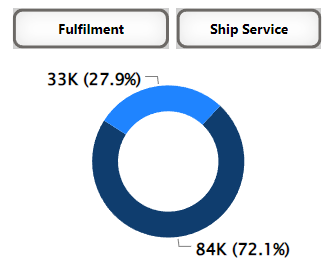 Fulfilment
Ship Service
33K (27.9%)
84K (72.1%)